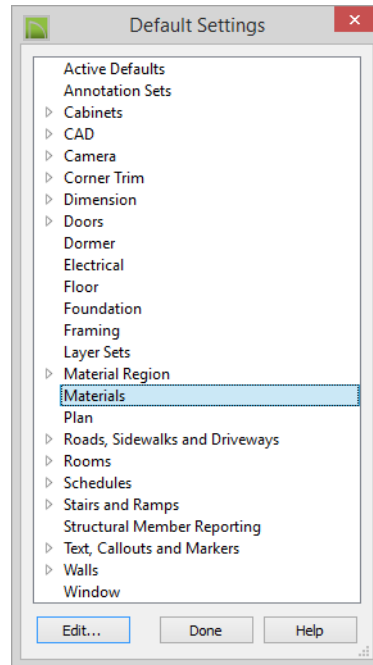 Default Settings
Active Defaults
Annotation Sets
Cabinets
CAD
Camera
Corner Trim
Dimension
Doors
Dormer
Electrical
Floor
Foundation
Framing
Layer Sets
Material Region
Materials
Plan
Roads, Sidewalks and Driveways
Rooms
Schedules
Stairs and Ramps
Structural Member Reporting
Text, Callouts and Markers
Walls
Window
Edit... Done Help